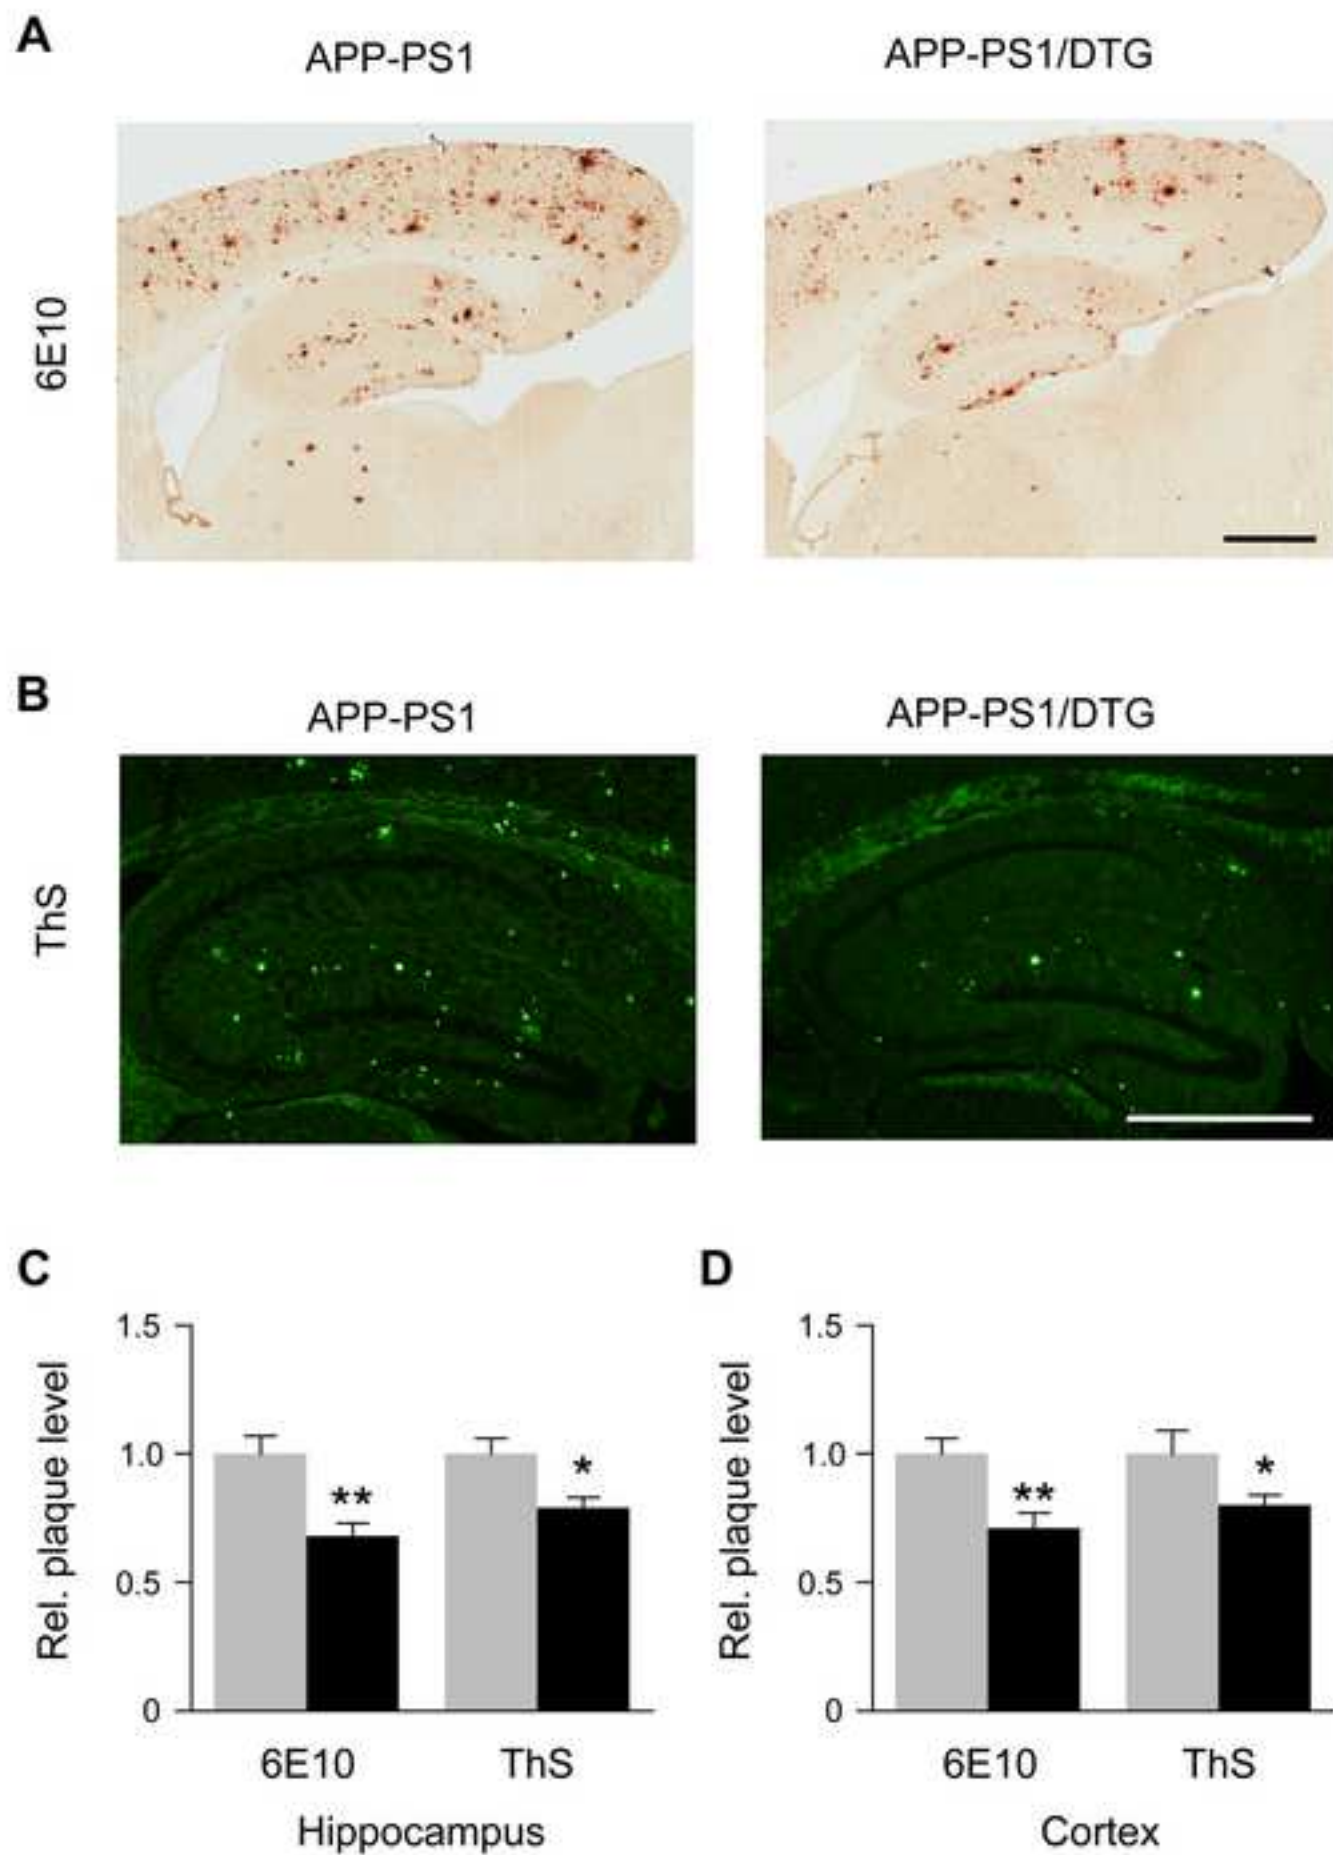 A
APP-PS1
APP-PS1/DTG
6E10
B
APP-PS1
APP-PS1/DTG
ThS
C
Rel. plaque level
1.5
1.0
0.5
0
**
*
6E10
ThS
Hippocampus
D
Rel. plaque level
1.5
1.0
0.5
0
**
*
6E10
ThS
Cortex